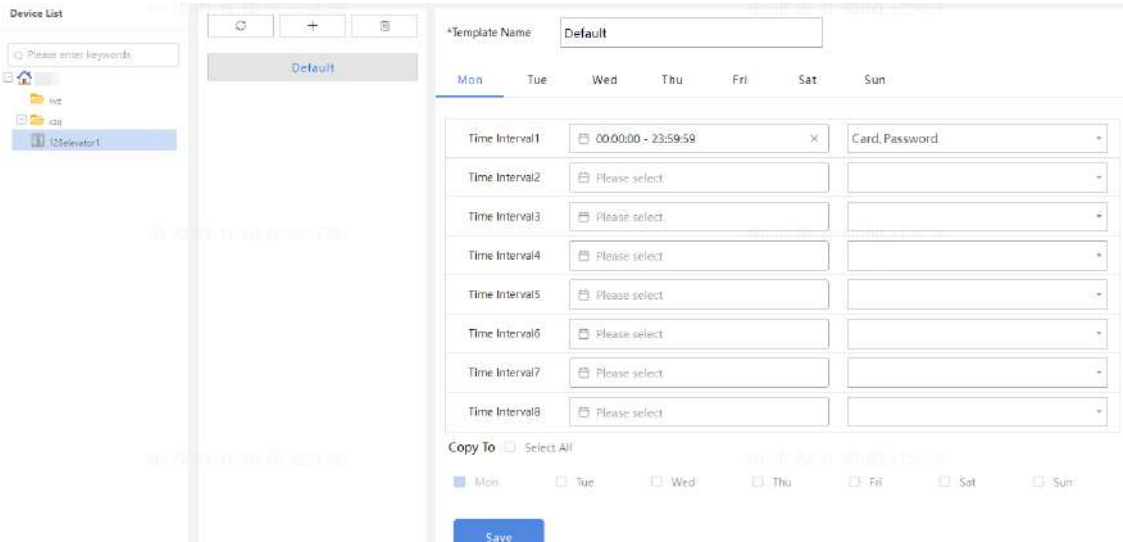 Device List
Please enter keywords
128elevator1
Default
*Template Name Default
Mon Tue Wed Thu Fri Sat Sun
Time Interval1 00:00:00 - 23:59:59 Card, Password
Time Interval2 Please select
Time Interval3 Please select
Time Interval4 Please select
Time Interval5 Please select
Time Interval6 Please select
Time Interval7 Please select
Time Interval8 Please select
Copy To Select All
Mon Tue Wed Thu Fri Sat Sun
Save